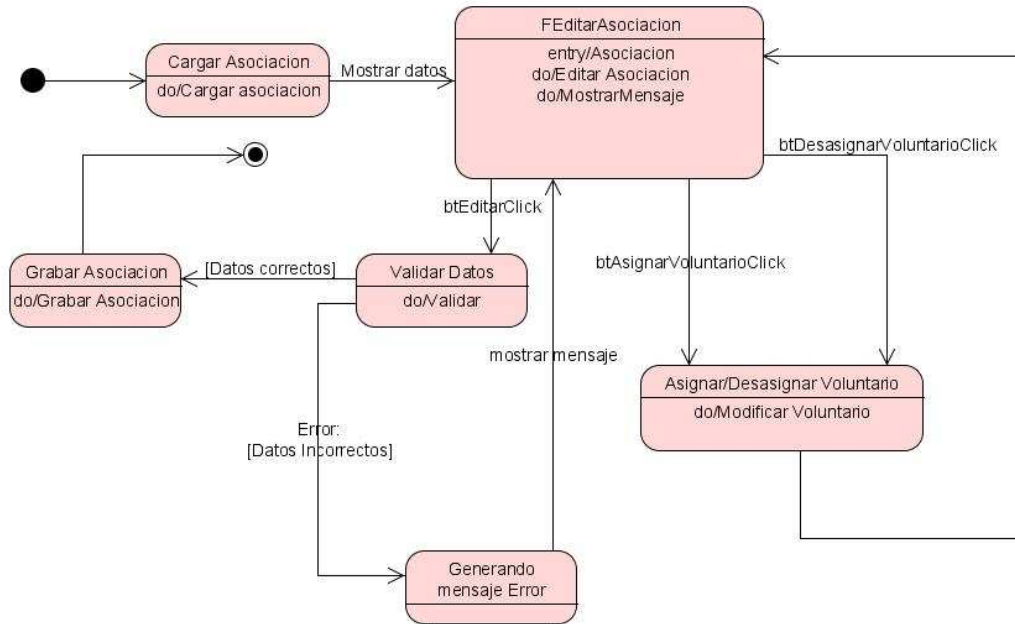 FEditarAsociacion
entry/Asociacion
do/Editar Asociacion
do/MostrarMensaje
Cargar Asociacion
do/Cargar asociacion
Mostrar datos
btDesasignarVoluntarioClick
btEditarClick
btAsignarVoluntarioClick
Grabar Asociacion
do/Grabar Asociacion
[Datos correctos]
Validar Datos
do/Validar
mostrar mensaje
Asignar/Desasignar Voluntario
do/Modificar Voluntario
Error:
[Datos Incorrectos]
Generando
mensaje Error